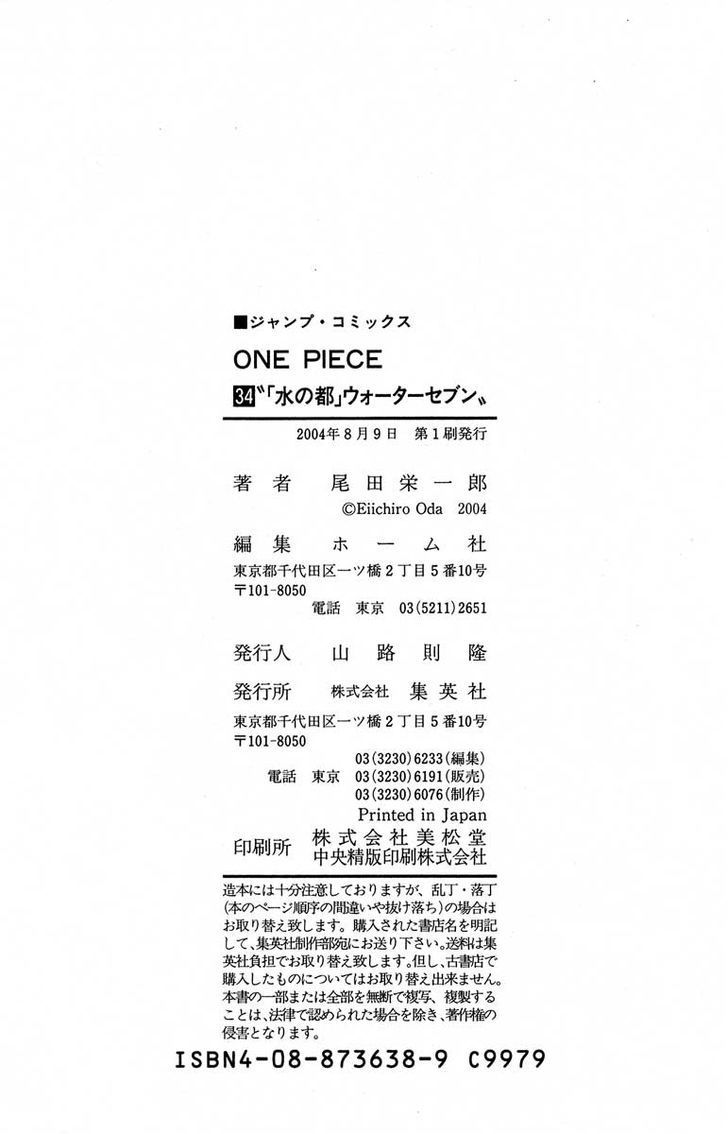 ■ジャンプ・コミックス
ONE PIECE
34〝「水の都」ウォーターセブン〟
2004年8月9日 第1刷発行
著者 尾田栄一郎
©Eiichiro Oda 2004
編集 ホーム社
東京都千代田区一ツ橋2丁目5番10号
〒101-8050
電話 東京 03(5211)2651
発行人 山路則隆
発行所 株式会社 集英社
東京都千代田区一ツ橋2丁目5番10号
〒101-8050
03(3230)6233(編集)
電話 東京 03(3230)6191(販売)
03(3230)6076(制作)
Printed in Japan
印刷所 株式会社美松堂
中央精版印刷株式会社
造本には十分注意しておりますが、乱丁・落丁
(本のページ順序の間違いや抜け落ち)の場合は
お取り替え致します。購入された書店名を明記
して、集英社制作部宛にお送り下さい。送料は集
英社負担でお取り替え致します。但し、古書店で
購入したものについてはお取り替え出来ません。
本書の一部または全部を無断で複写、複製する
ことは、法律で認められた場合を除き、著作権の
侵害となります。
ISBN4-08-873638-9 C9979